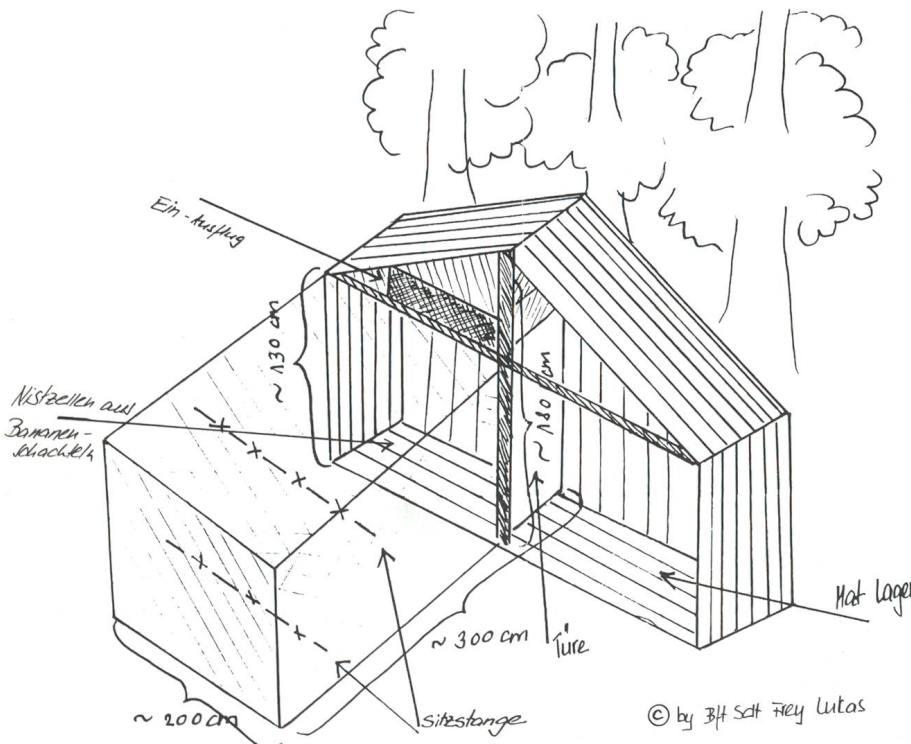 Ein-Ausflug
~ 130 cm
Nistzellen aus
Bananen-
schachteln
~ 180 cm
Mat Lager
~ 300 cm
Türe
~ 200 cm
Sitzstange
© by Bft Sdt Frey Lukas